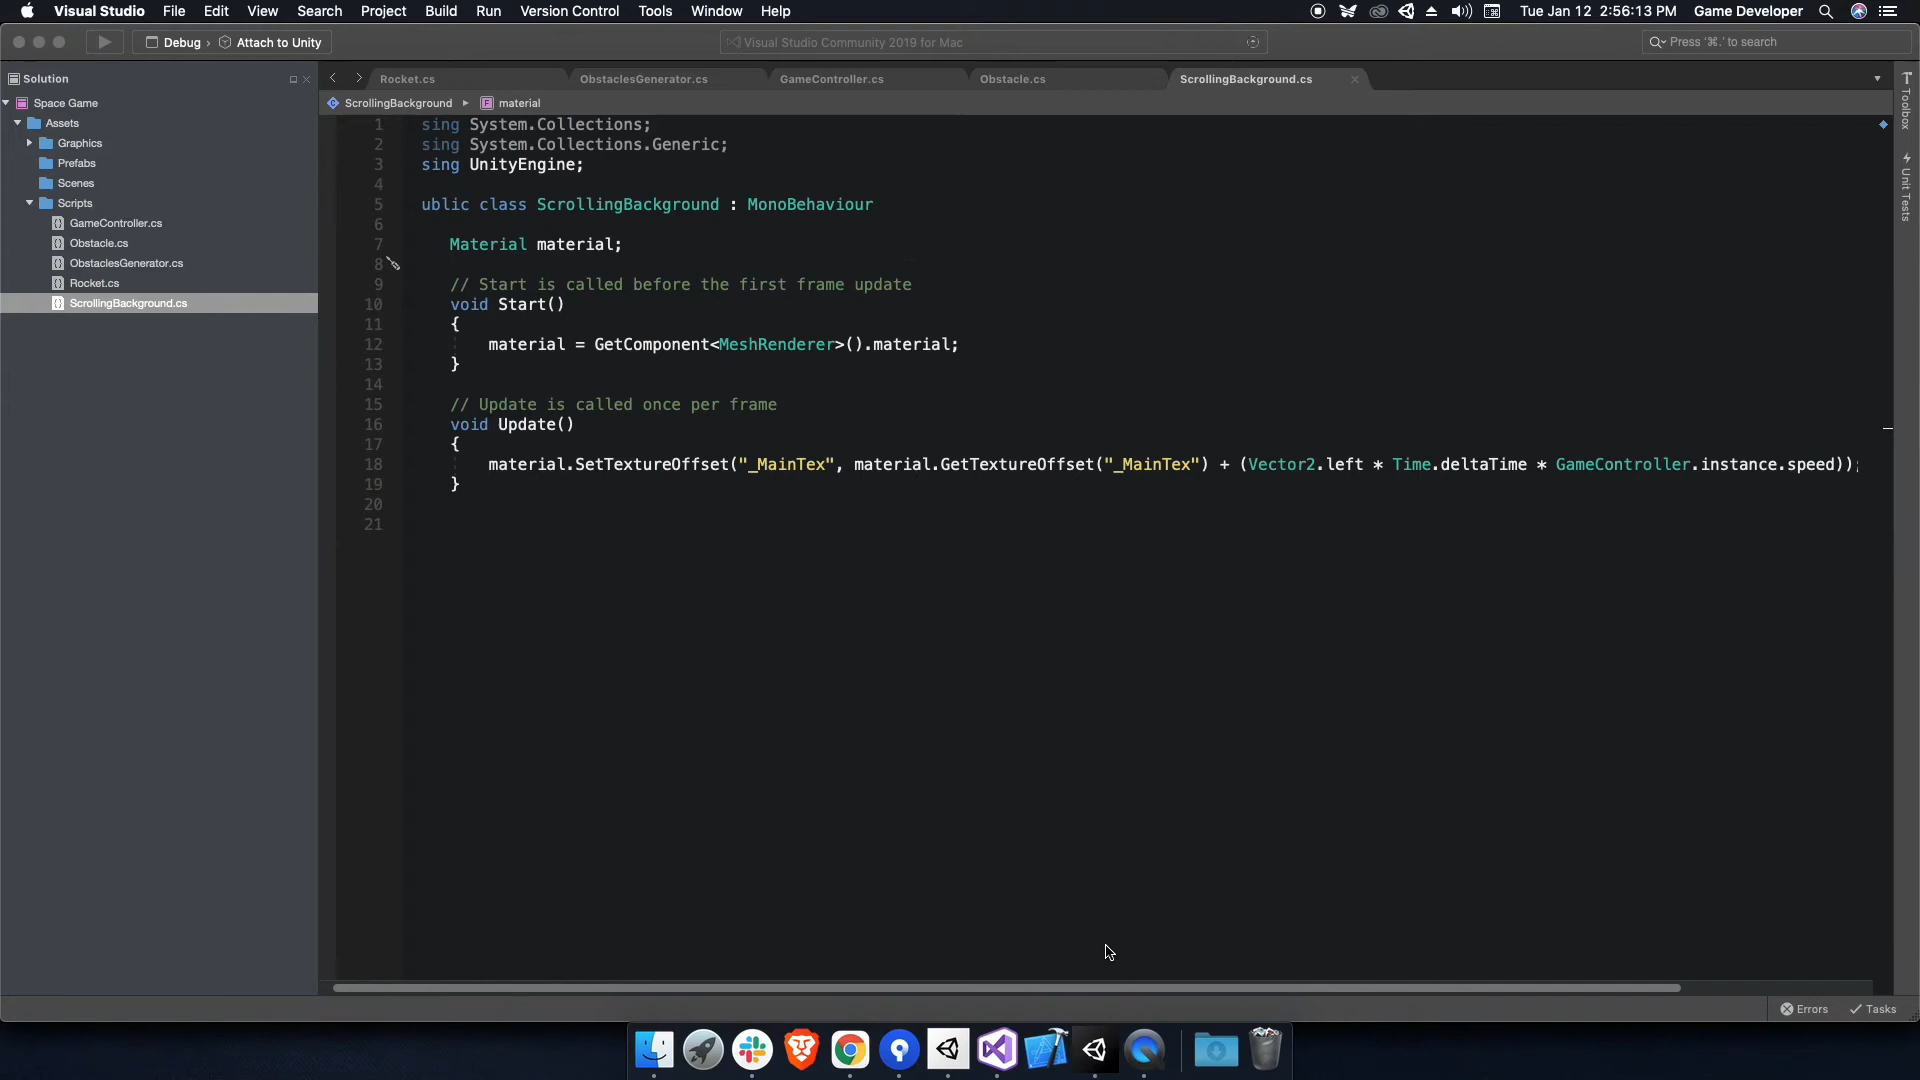 Visual Studio File Edit View Search Project Build Run Version Control Tools Window Help Tue Jan 12 2:56:13 PM Game Developer
Debug › Attach to Unity Visual Studio Community 2019 for Mac Press '⌘.' to search
Solution
Space Game
Assets
Graphics
Prefabs
Scenes
Scripts
GameController.cs
Obstacle.cs
ObstaclesGenerator.cs
Rocket.cs
ScrollingBackground.cs
Rocket.cs ObstaclesGenerator.cs GameController.cs Obstacle.cs ScrollingBackground.cs
ScrollingBackground material
1 sing System.Collections;
2 sing System.Collections.Generic;
3 sing UnityEngine;
4
5 ublic class ScrollingBackground : MonoBehaviour
6
7 Material material;
8
9 // Start is called before the first frame update
10 void Start()
11 {
12 material = GetComponent<MeshRenderer>().material;
13 }
14
15 // Update is called once per frame
16 void Update()
17 {
18 material.SetTextureOffset("_MainTex", material.GetTextureOffset("_MainTex") + (Vector2.left * Time.deltaTime * GameController.instance.speed));
19 }
20
21
Toolbox
Unit Tests
Errors Tasks